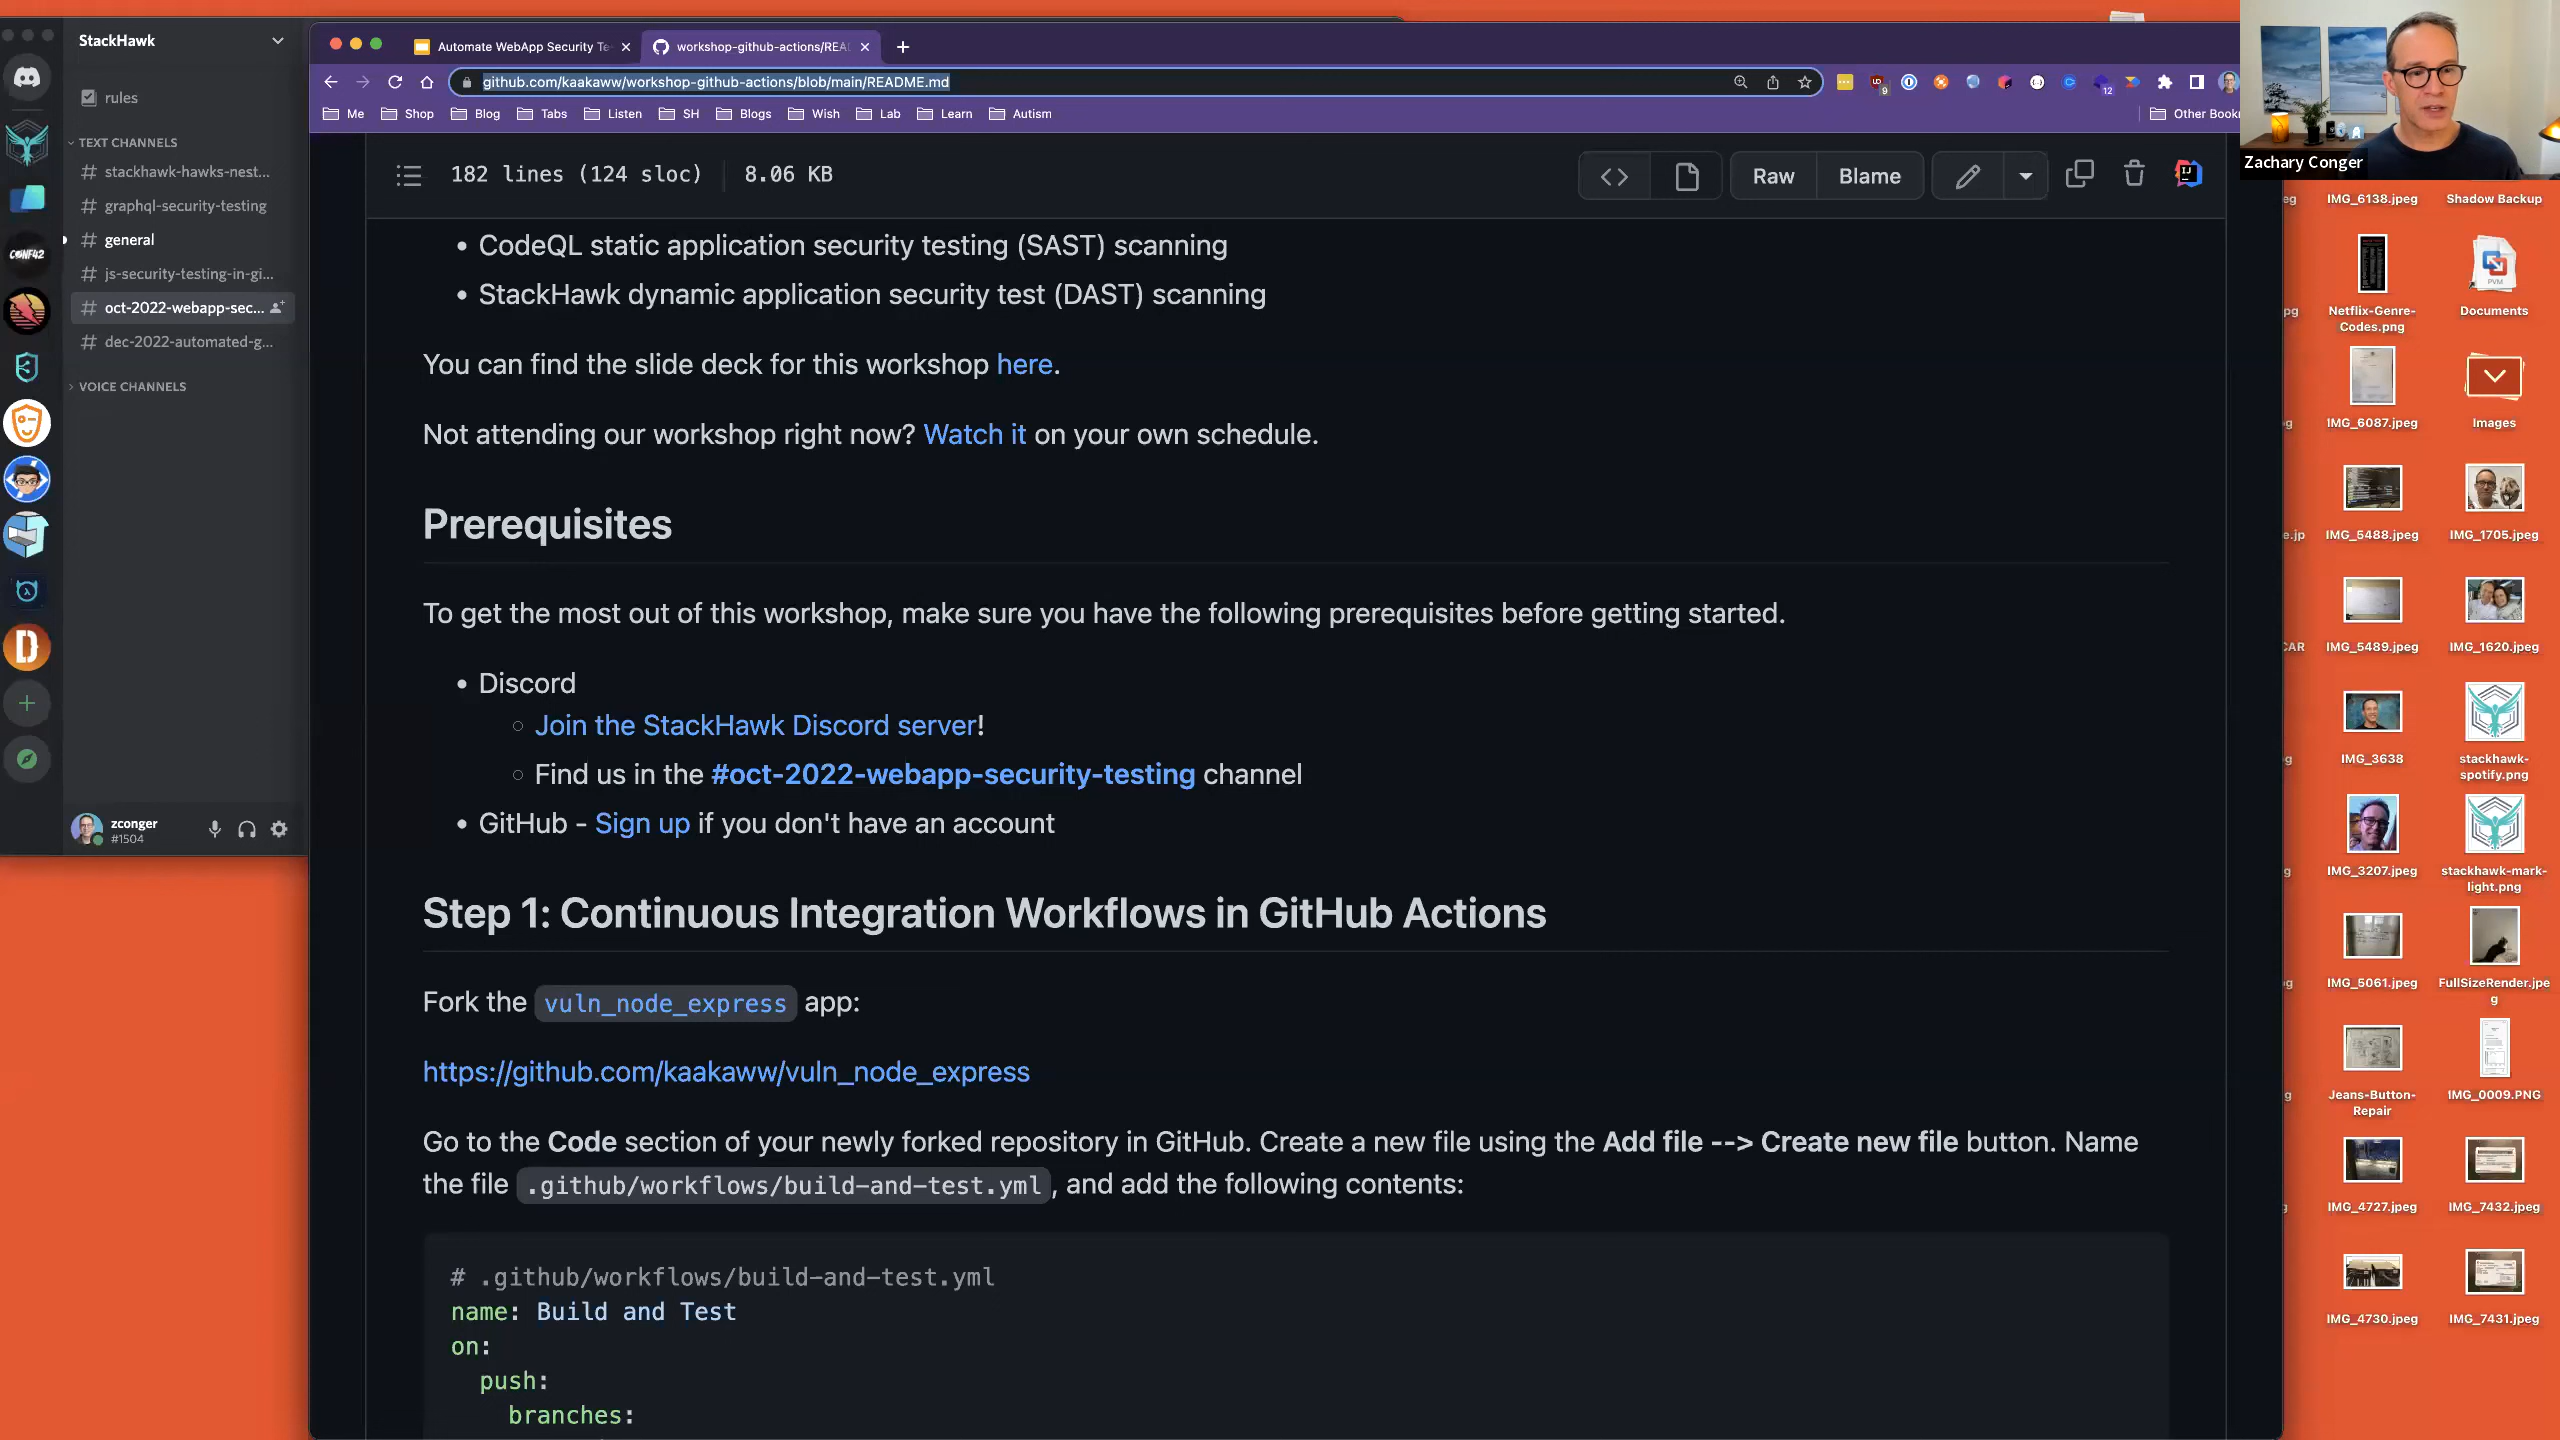 StackHawk
rules
TEXT CHANNELS
# stackhawk-hawks-nest...
# graphql-security-testing
# general
# js-security-testing-in-gi...
# oct-2022-webapp-sec...
# dec-2022-automated-g...
VOICE CHANNELS
zconger
#1504
Automate WebApp Security Te
workshop-github-actions/REA
github.com/kaakaww/workshop-github-actions/blob/main/README.md
9
12
Me
Shop
Blog
Tabs
Listen
SH
Blogs
Wish
Lab
Learn
Autism
Other Book
182 lines (124 sloc)
8.06 KB
Raw
Blame
• CodeQL static application security testing (SAST) scanning
• StackHawk dynamic application security test (DAST) scanning
You can find the slide deck for this workshop here.
Not attending our workshop right now? Watch it on your own schedule.
Prerequisites
To get the most out of this workshop, make sure you have the following prerequisites before getting started.
• Discord
◦ Join the StackHawk Discord server!
◦ Find us in the #oct-2022-webapp-security-testing channel
• GitHub - Sign up if you don't have an account
Step 1: Continuous Integration Workflows in GitHub Actions
Fork the vuln_node_express app:
https://github.com/kaakaww/vuln_node_express
Go to the Code section of your newly forked repository in GitHub. Create a new file using the Add file --> Create new file button. Name
the file .github/workflows/build-and-test.yml, and add the following contents:
# .github/workflows/build-and-test.yml
name: Build and Test
on:
push:
branches:
Zachary Conger
IMG_6138.jpeg
Shadow Backup
Netflix-Genre-
Codes.png
PVM
Documents
IMG_6087.jpeg
Images
IMG_5488.jpeg
IMG_1705.jpeg
IMG_5489.jpeg
IMG_1620.jpeg
IMG_3638
stackhawk-
spotify.png
IMG_3207.jpeg
stackhawk-mark-
light.png
IMG_5061.jpeg
FullSizeRender.jpe
g
Jeans-Button-
Repair
IMG_0009.PNG
IMG_4727.jpeg
IMG_7432.jpeg
IMG_4730.jpeg
IMG_7431.jpeg